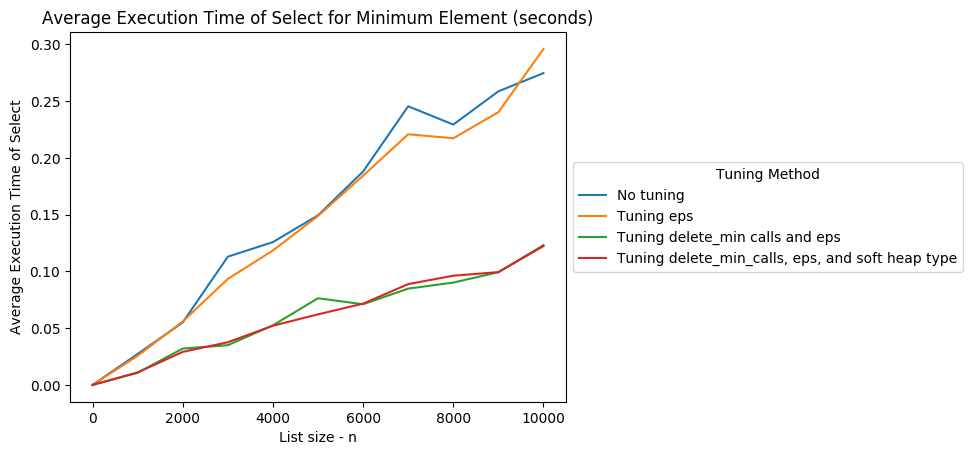 Average Execution Time of Select for Minimum Element (seconds)
Average Execution Time of Select
0.30
0.25
0.20
0.15
0.10
0.05
0.00
0 2000 4000 6000 8000 10000
List size - n
Tuning Method
No tuning
Tuning eps
Tuning delete_min calls and eps
Tuning delete_min_calls, eps, and soft heap type